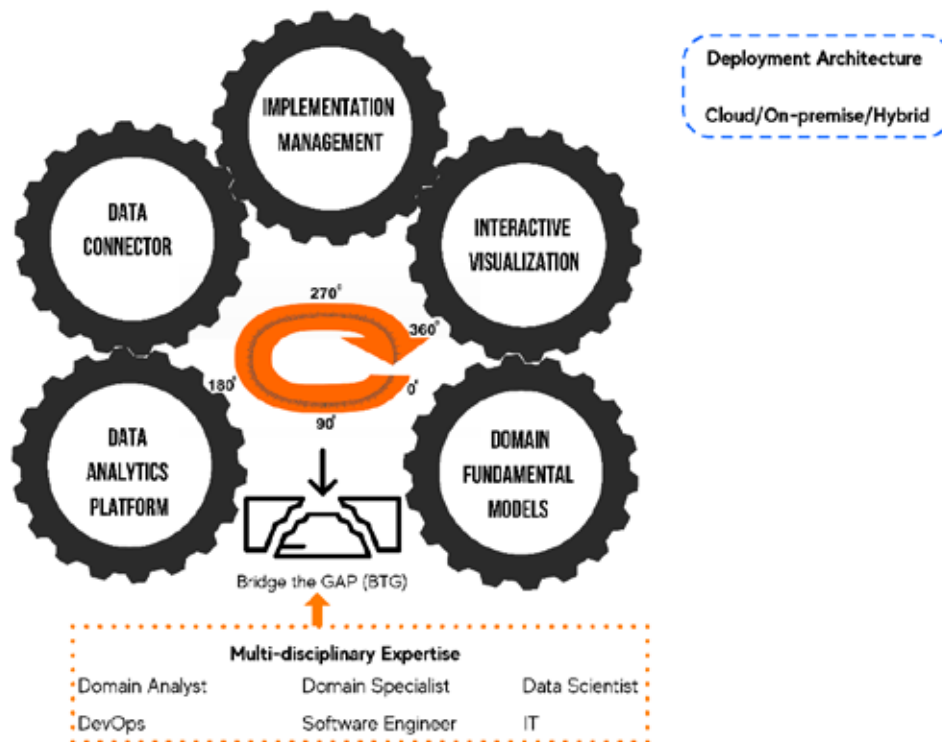 IMPLEMENTATION
MANAGEMENT
Deployment Architecture
Cloud/On-premise/Hybrid
DATA
CONNECTOR
INTERACTIVE
VISUALIZATION
270°
360°
180°
0°
90°
DATA
ANALYTICS
PLATFORM
DOMAIN
FUNDAMENTAL
MODELS
Bridge the GAP (BTG)
Multi-disciplinary Expertise
Domain Analyst Domain Specialist Data Scientist
DevOps Software Engineer IT